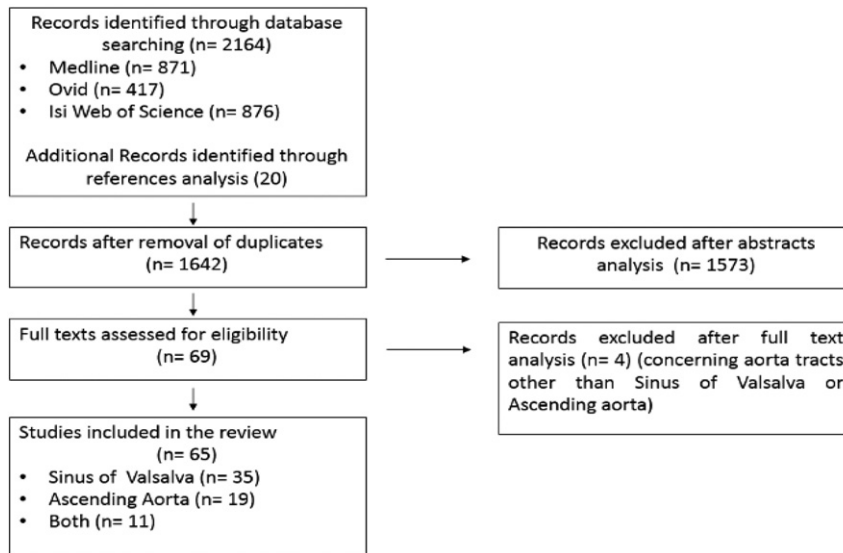 Records identified through database
searching (n= 2164)
• Medline (n= 871)
• Ovid (n= 417)
• Isi Web of Science (n= 876)
Additional Records identified through
references analysis (20)
Records after removal of duplicates
(n= 1642)
Records excluded after abstracts
analysis (n= 1573)
Full texts assessed for eligibility
(n= 69)
Records excluded after full text
analysis (n= 4) (concerning aorta tracts
other than Sinus of Valsalva or
Ascending aorta)
Studies included in the review
(n= 65)
• Sinus of Valsalva (n= 35)
• Ascending Aorta (n= 19)
• Both (n= 11)